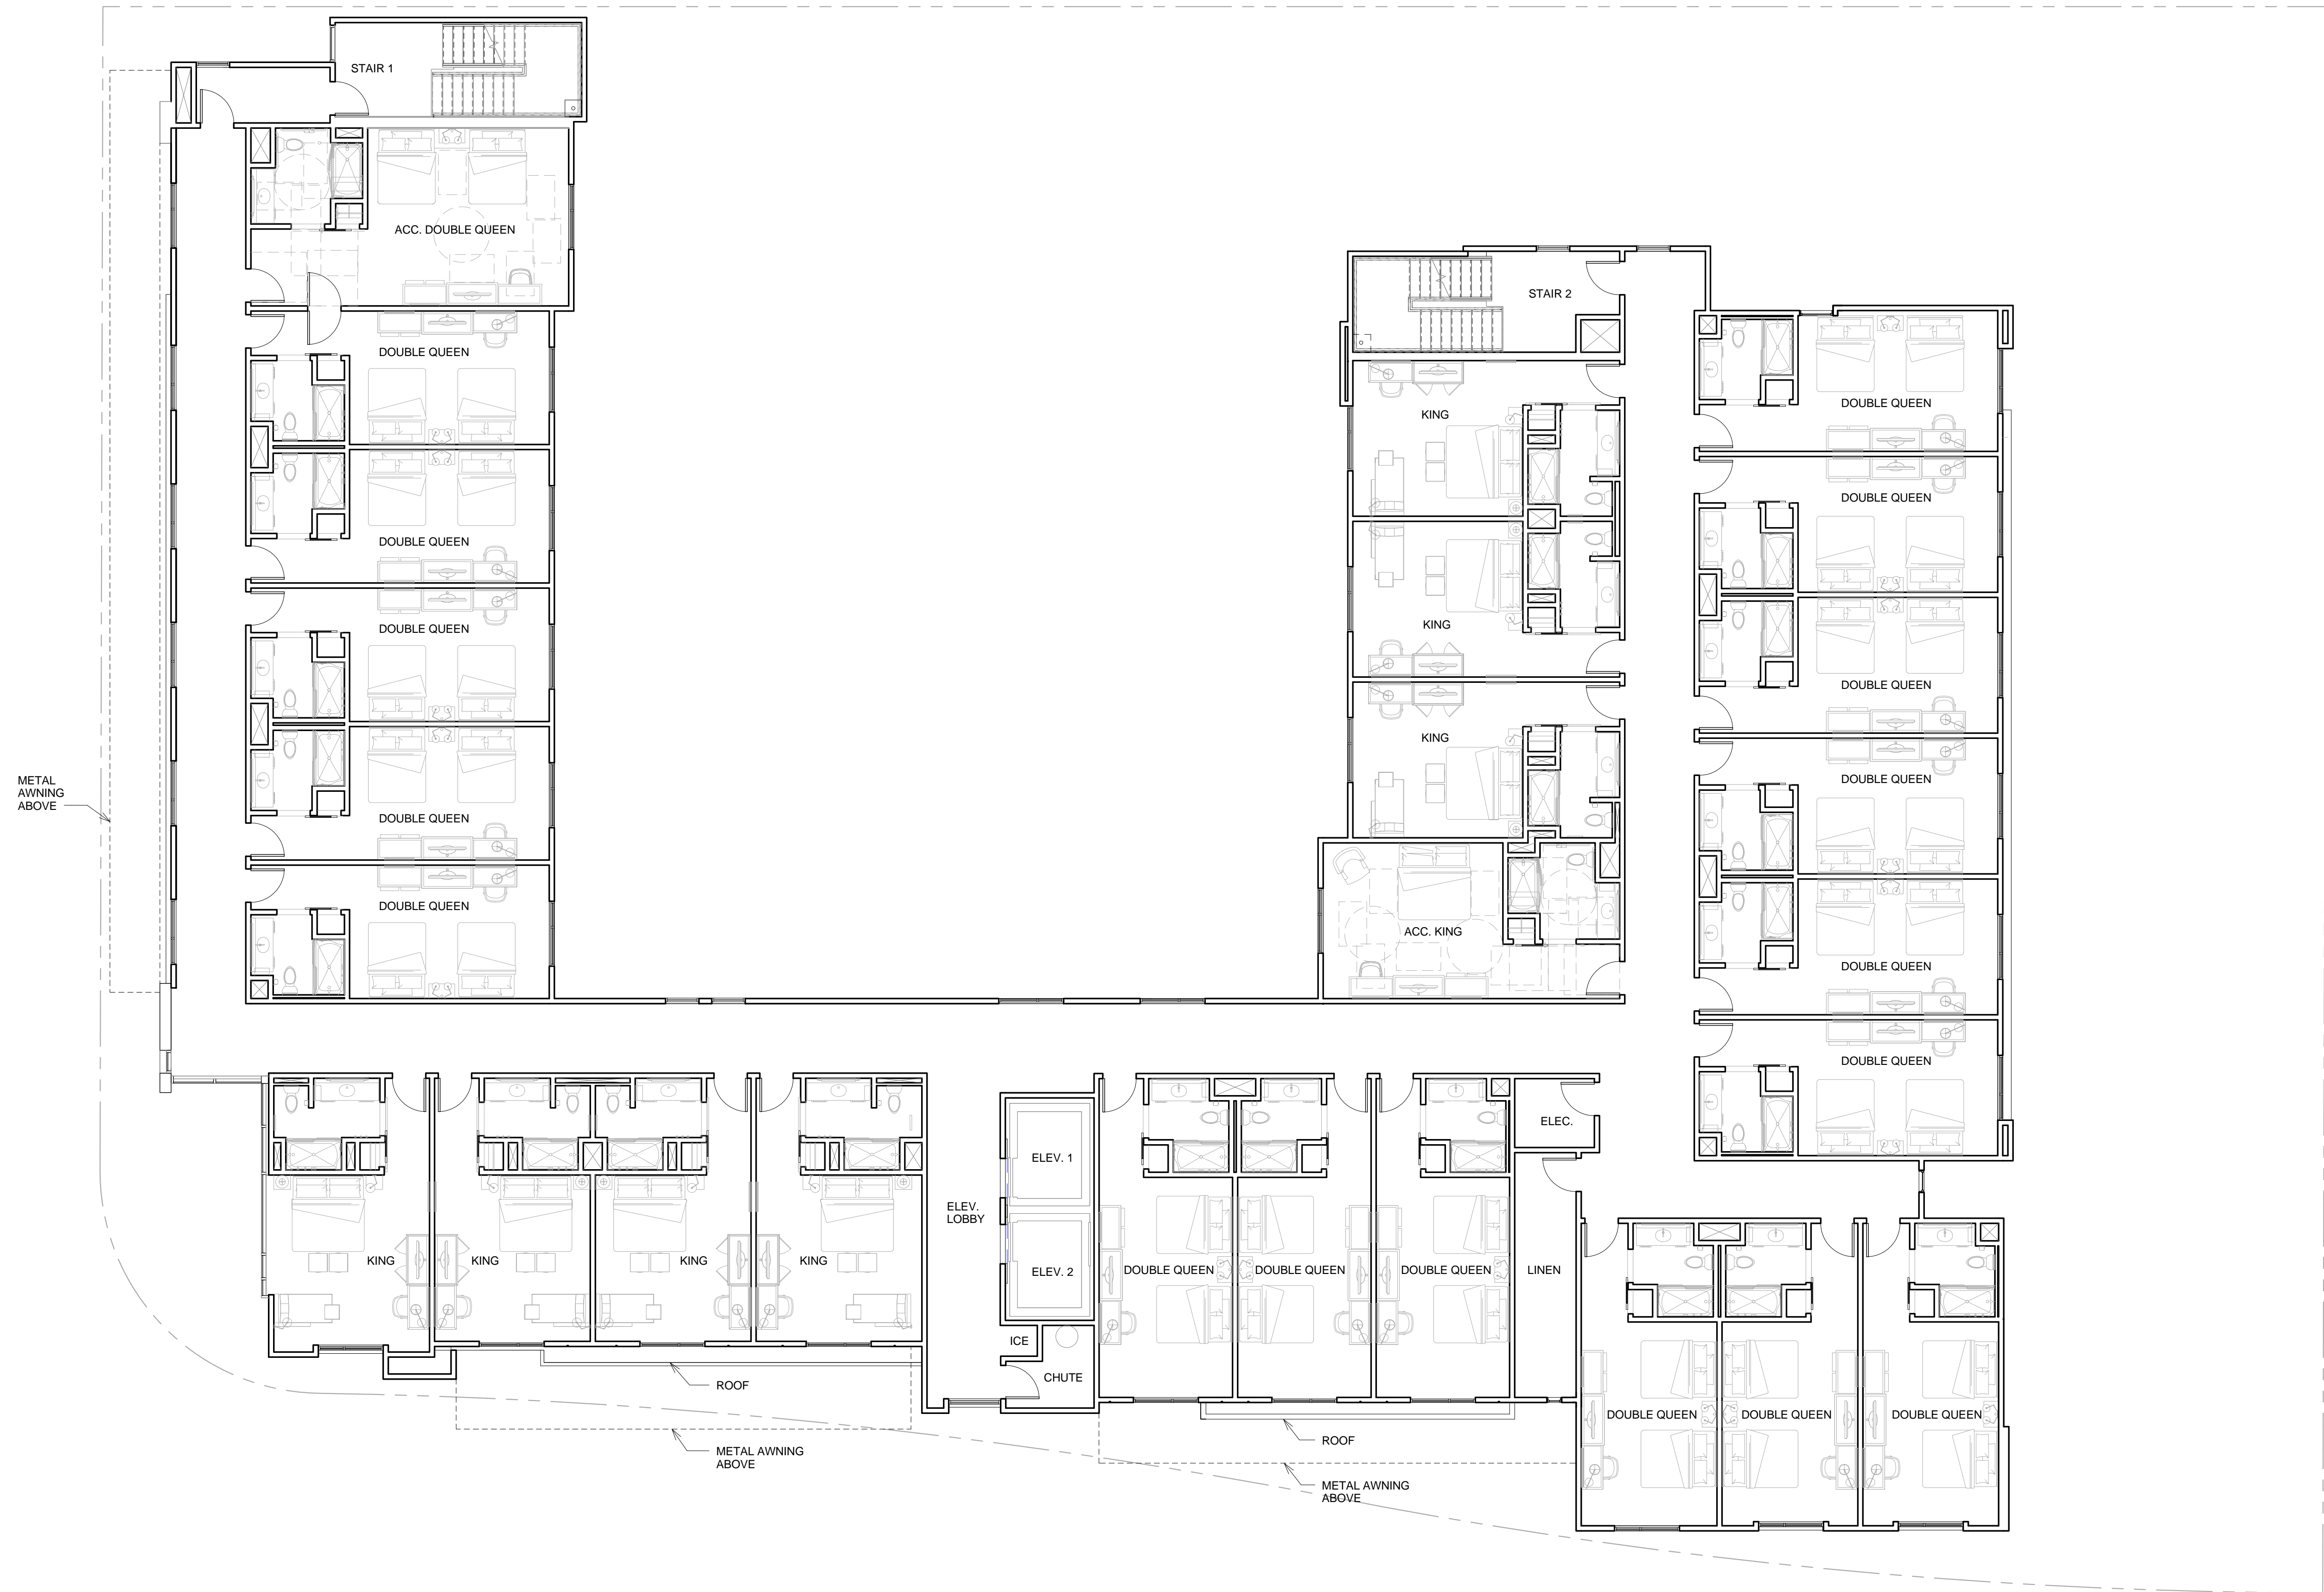 STAIR 1
ACC. DOUBLE QUEEN
STAIR 2
DOUBLE QUEEN
DOUBLE QUEEN
KING
DOUBLE QUEEN
DOUBLE QUEEN
DOUBLE QUEEN
KING
DOUBLE QUEEN
DOUBLE QUEEN
KING
METAL
AWNING
ABOVE
DOUBLE QUEEN
DOUBLE QUEEN
DOUBLE QUEEN
ACC. KING
DOUBLE QUEEN
DOUBLE QUEEN
ELEC.
ELEV. 1
ELEV.
LOBBY
KING
KING
KING
KING
ELEV. 2
DOUBLE QUEEN
DOUBLE QUEEN
DOUBLE QUEEN
LINEN
ICE
CHUTE
ROOF
DOUBLE QUEEN
DOUBLE QUEEN
DOUBLE QUEEN
ROOF
METAL AWNING
ABOVE
METAL AWNING
ABOVE